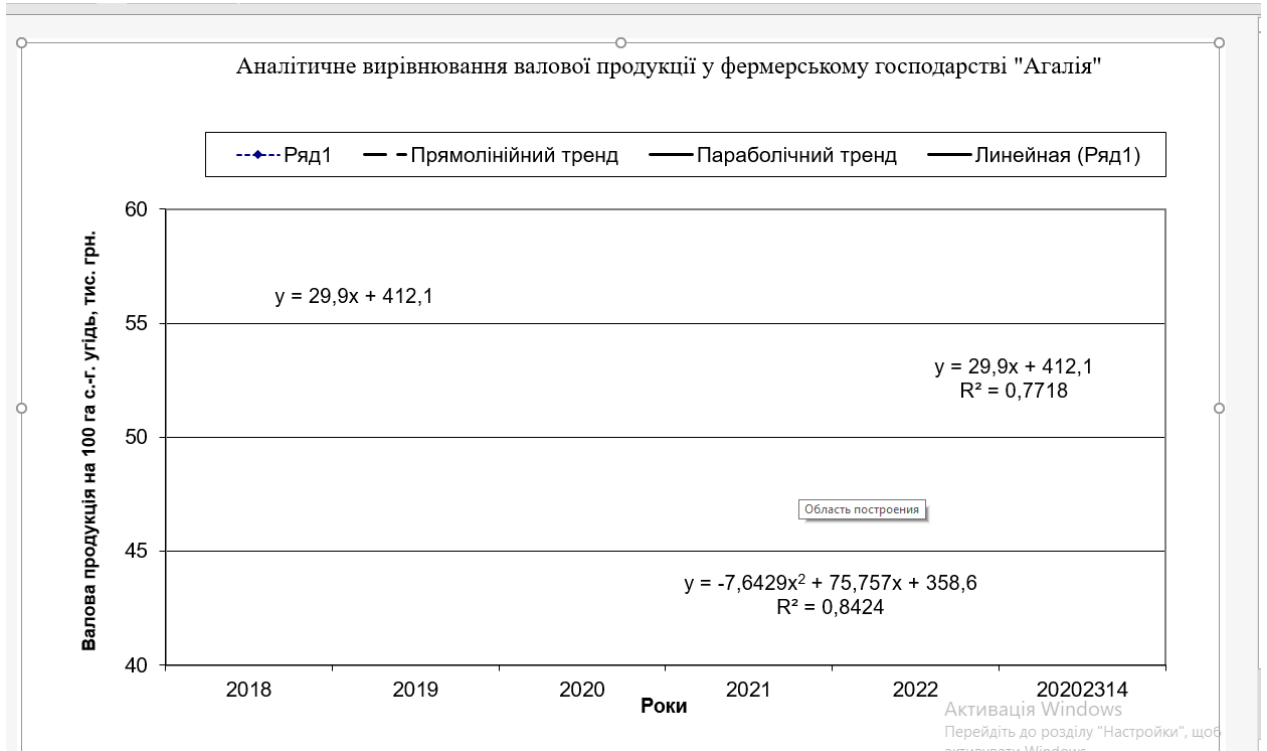 Аналітичне вирівнювання валової продукції у фермерському господарстві "Агалія"
Ряд1 Прямолінійний тренд Параболічний тренд Линейная (Ряд1)
Валова продукція на 100 га с.-г. угідь, тис. грн.
60
55
50
45
40
y = 29,9x + 412,1
y = 29,9x + 412,1
R² = 0,7718
Область построения
y = -7,6429x² + 75,757x + 358,6
R² = 0,8424
2018 2019 2020 2021 2022 20202314
Роки
Активація Windows
Перейдіть до розділу "Настройки", щоб
активувати Windows.